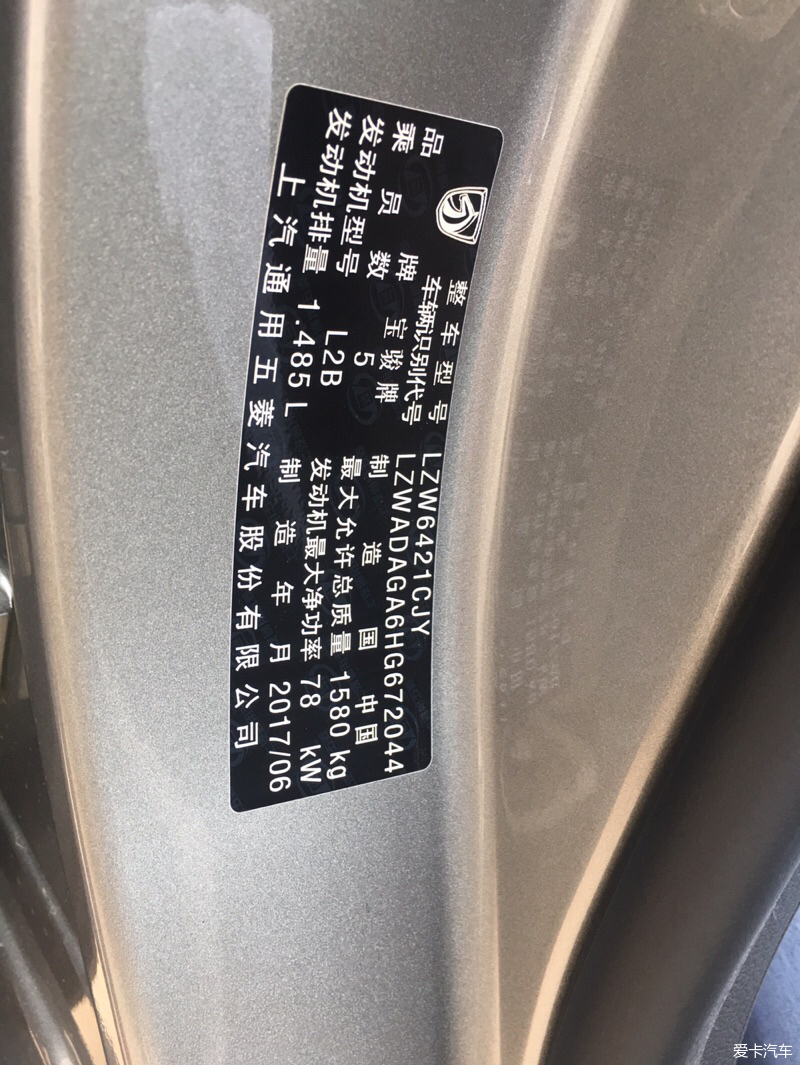 整车型号 LZW6421CJY
车辆识别代号 LZWADAGA6HG672044
品牌 宝骏牌 制造国 中国
乘员数 5 最大允许总质量 1580 kg
发动机型号 L2B 发动机最大净功率 78 kW
发动机排量 1.485 L 制造年月 2017/06
上汽通用五菱汽车股份有限公司
爱卡汽车